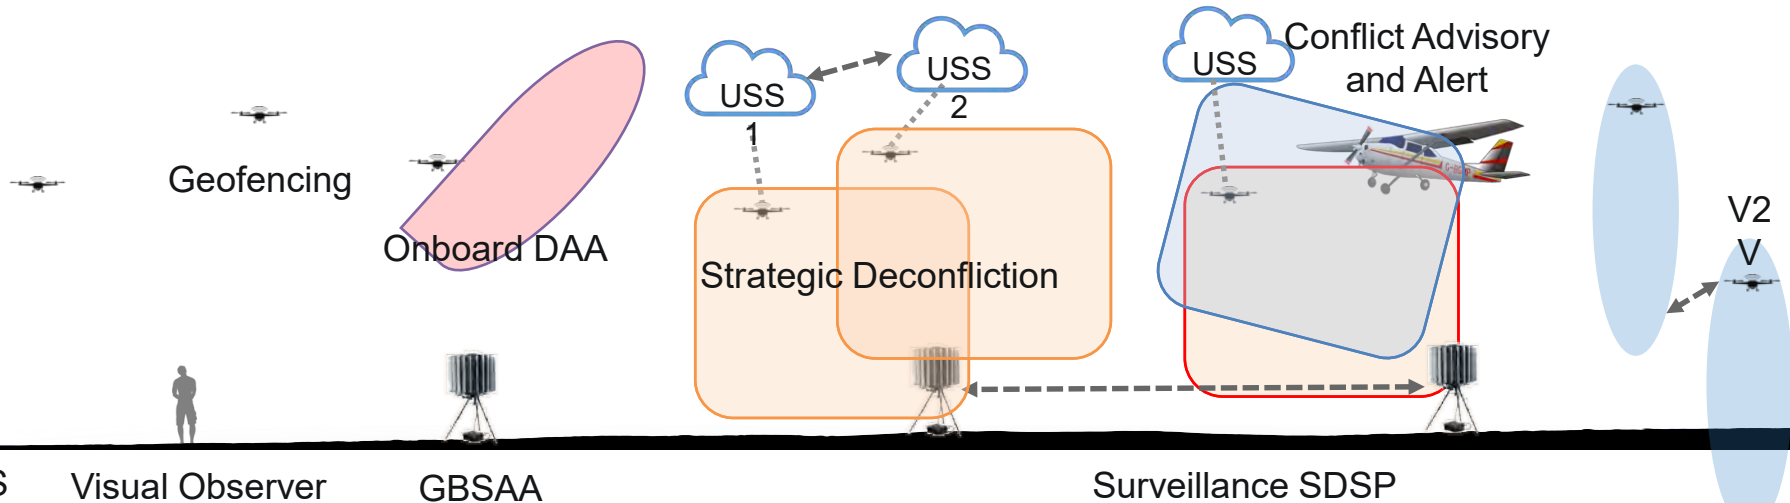 USS
1
USS
2
USS
Conflict Advisory
and Alert
Geofencing
Onboard DAA
Strategic Deconfliction
V2
V
S
Visual Observer
GBSAA
Surveillance SDSP